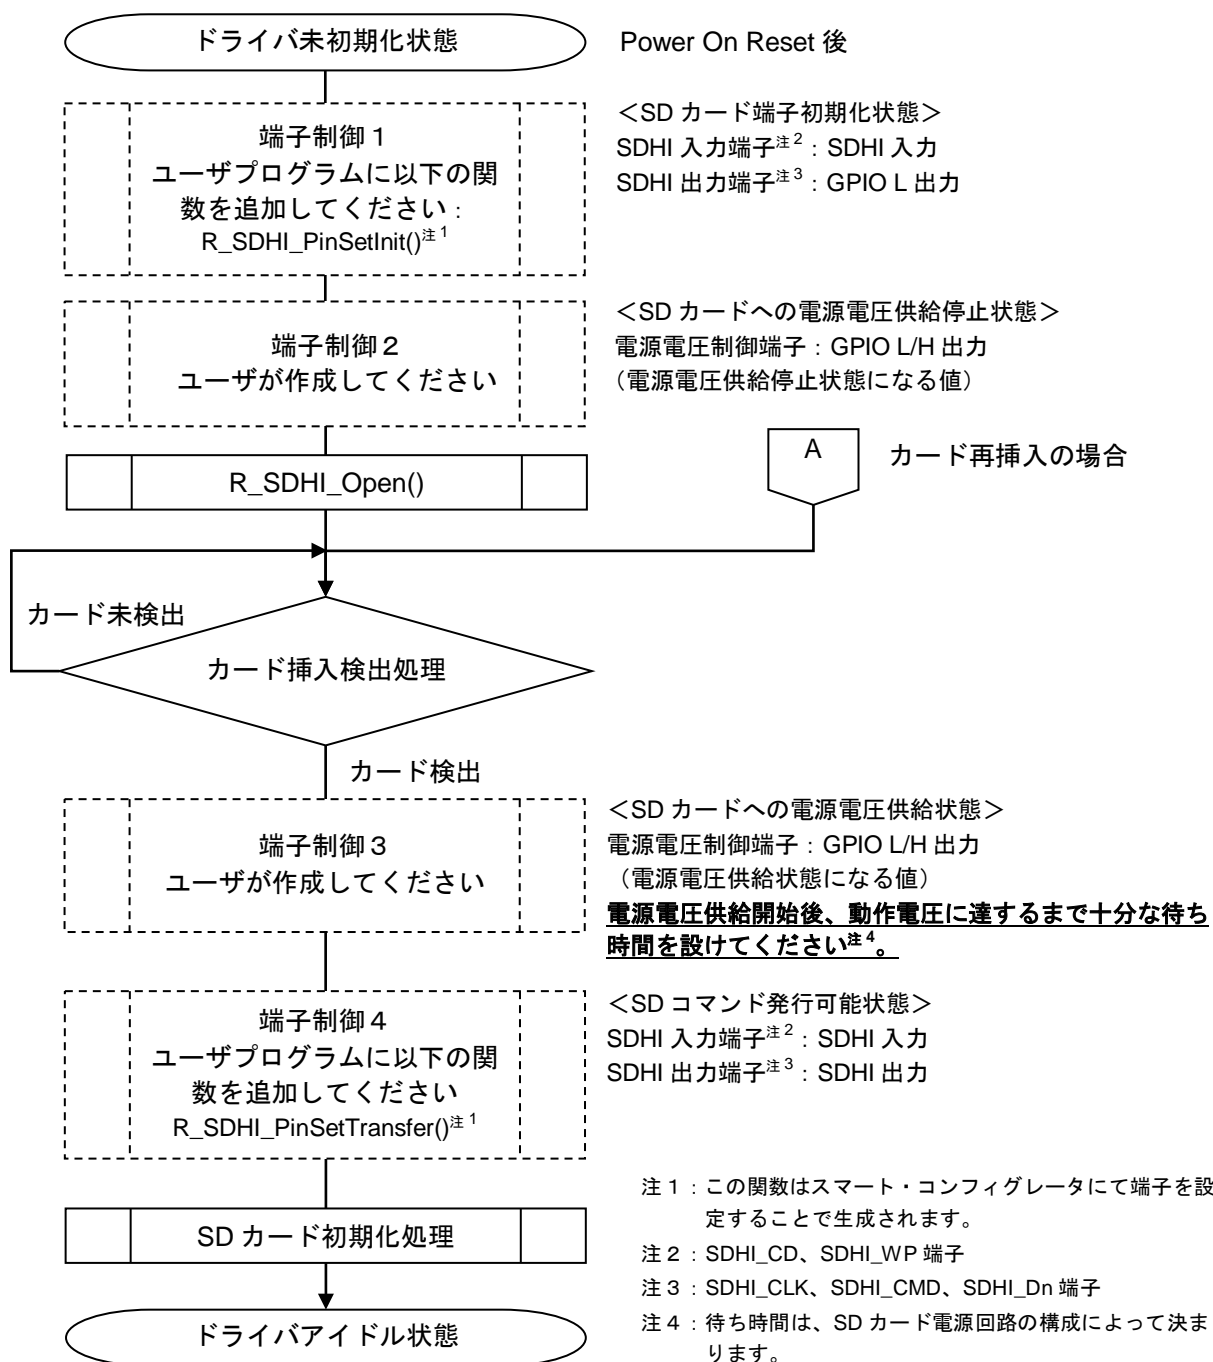 ドライバ未初期化状態
Power On Reset 後
端子制御１
ユーザプログラムに以下の関
数を追加してください：
R_SDHI_PinSetInit()注1
＜SD カード端子初期化状態＞
SDHI 入力端子注2：SDHI 入力
SDHI 出力端子注3：GPIO L 出力
端子制御２
ユーザが作成してください
＜SD カードへの電源電圧供給停止状態＞
電源電圧制御端子：GPIO L/H 出力
（電源電圧供給停止状態になる値）
R_SDHI_Open()
A
カード再挿入の場合
カード未検出
カード挿入検出処理
カード検出
端子制御３
ユーザが作成してください
＜SD カードへの電源電圧供給状態＞
電源電圧制御端子：GPIO L/H 出力
（電源電圧供給状態になる値）
電源電圧供給開始後、動作電圧に達するまで十分な待ち
時間を設けてください注4。
端子制御４
ユーザプログラムに以下の関
数を追加してください
R_SDHI_PinSetTransfer()注1
＜SD コマンド発行可能状態＞
SDHI 入力端子注2：SDHI 入力
SDHI 出力端子注3：SDHI 出力
SD カード初期化処理
ドライバアイドル状態
注１：この関数はスマート・コンフィグレータにて端子を設
定することで生成されます。
注２：SDHI_CD、SDHI_WP 端子
注３：SDHI_CLK、SDHI_CMD、SDHI_Dn 端子
注４：待ち時間は、SD カード電源回路の構成によって決ま
ります。